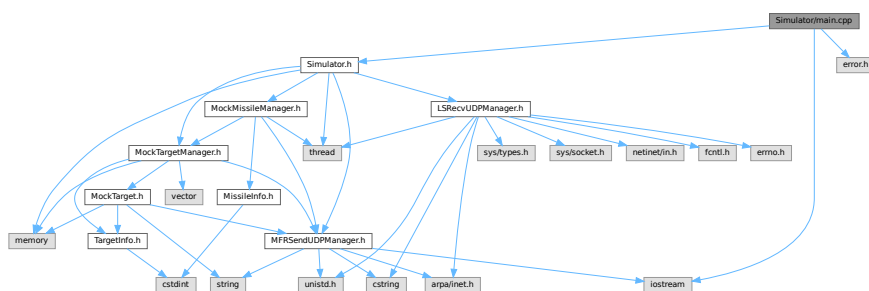 Simulator/main.cpp
Simulator.h
error.h
MockMissileManager.h
LSRecvUDPManager.h
MockTargetManager.h
thread
sys/types.h
sys/socket.h
netinet/in.h
fcntl.h
errno.h
MockTarget.h
vector
MissileInfo.h
memory
TargetInfo.h
MFRSendUDPManager.h
cstdint
string
unistd.h
cstring
arpa/inet.h
iostream